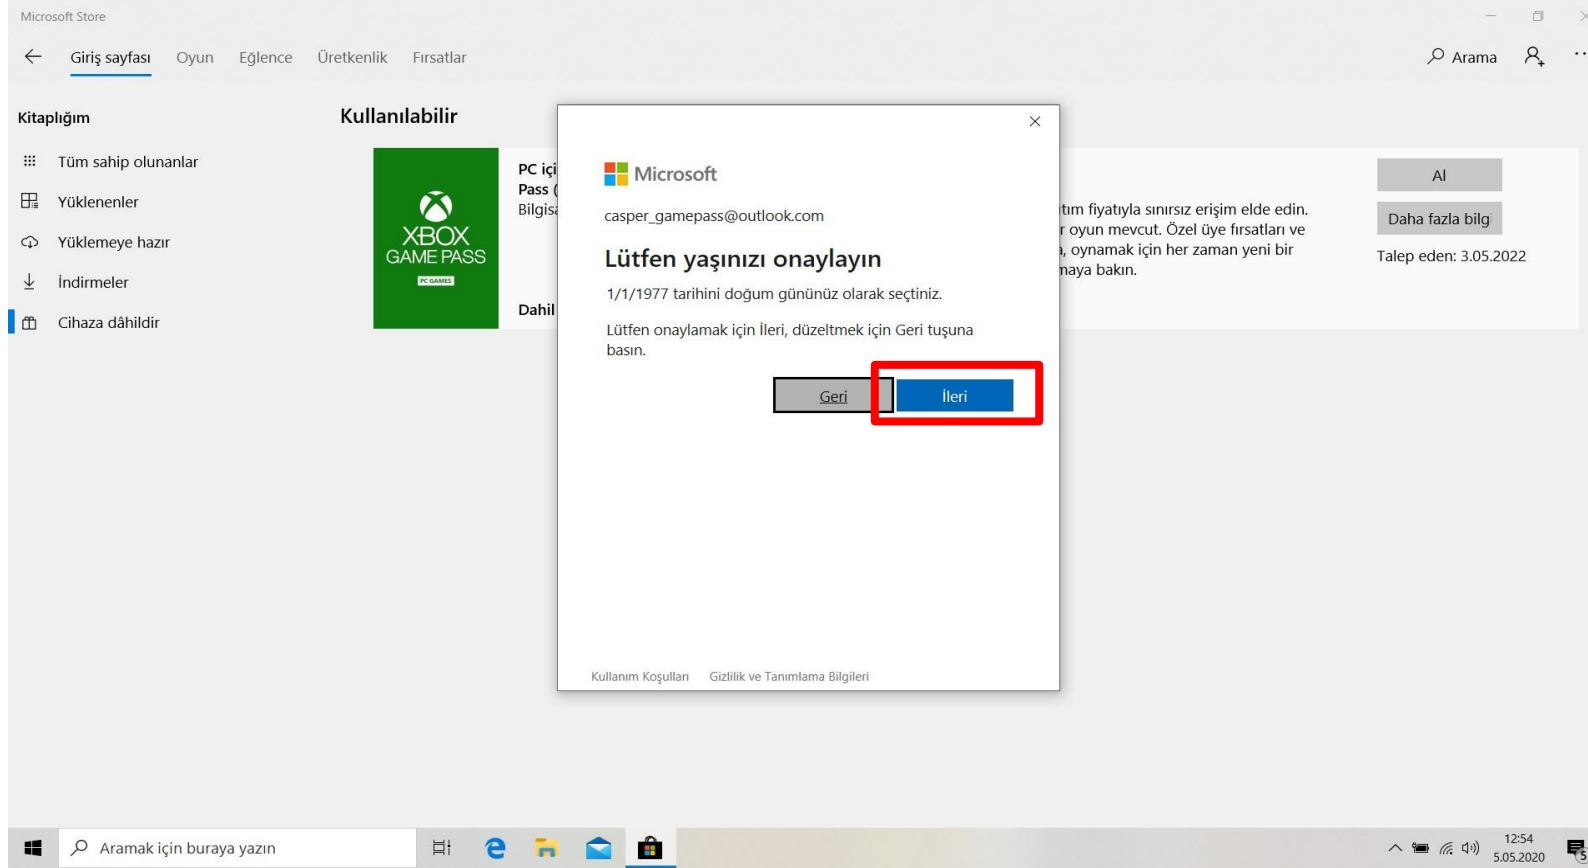 Microsoft Store
Giriş sayfası Oyun Eğlence Üretkenlik Fırsatlar
Arama
Kitaplığım
Tüm sahip olunanlar
Yüklenenler
Yüklemeye hazır
İndirmeler
Cihaza dâhildir
Kullanılabilir
XBOX
GAME PASS
PC GAMES
PC içi
Pass (
Bilgisa
Dahil
Microsoft
casper_gamepass@outlook.com
Lütfen yaşınızı onaylayın
1/1/1977 tarihini doğum gününüz olarak seçtiniz.
Lütfen onaylamak için İleri, düzeltmek için Geri tuşuna
basın.
Geri İleri
Kullanım Koşulları Gizlilik ve Tanımlama Bilgileri
ıtım fiyatıyla sınırsız erişim elde edin.
r oyun mevcut. Özel üye fırsatları ve
, oynamak için her zaman yeni bir
maya bakın.
Al
Daha fazla bilgi
Talep eden: 3.05.2022
Aramak için buraya yazın
12:54
5.05.2020
5